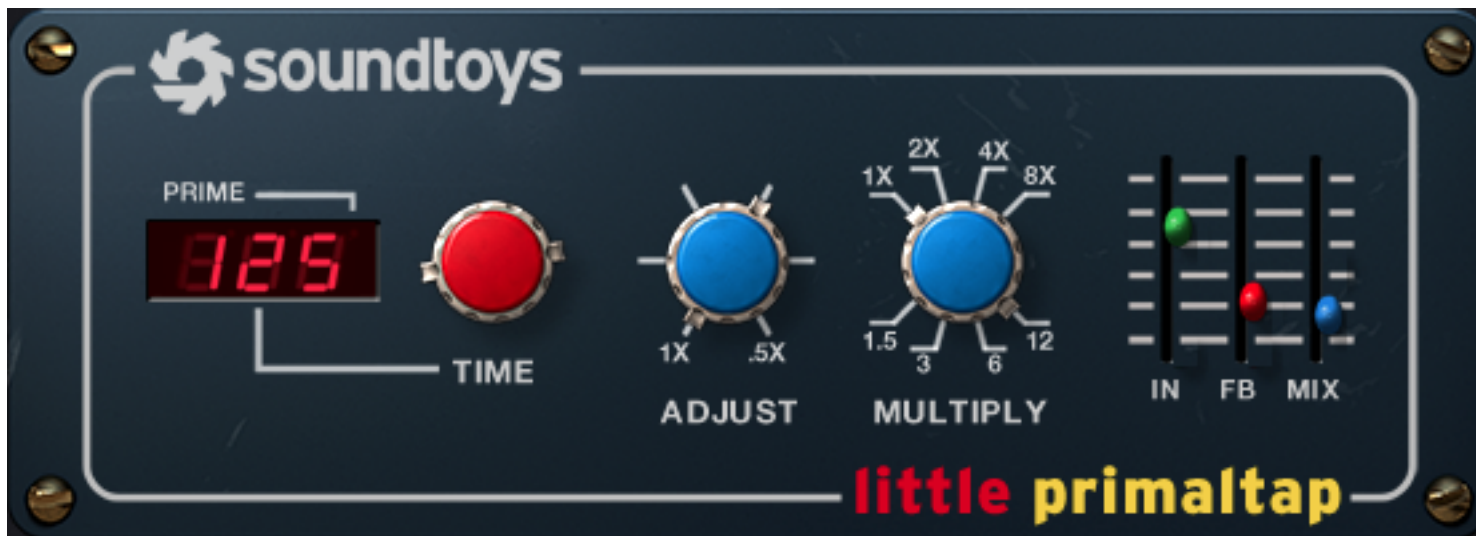 soundtoys
PRIME
125
TIME
1X .5X
ADJUST
1X 2X 4X 8X
1.5 3 6 12
MULTIPLY
IN FB MIX
little primaltap